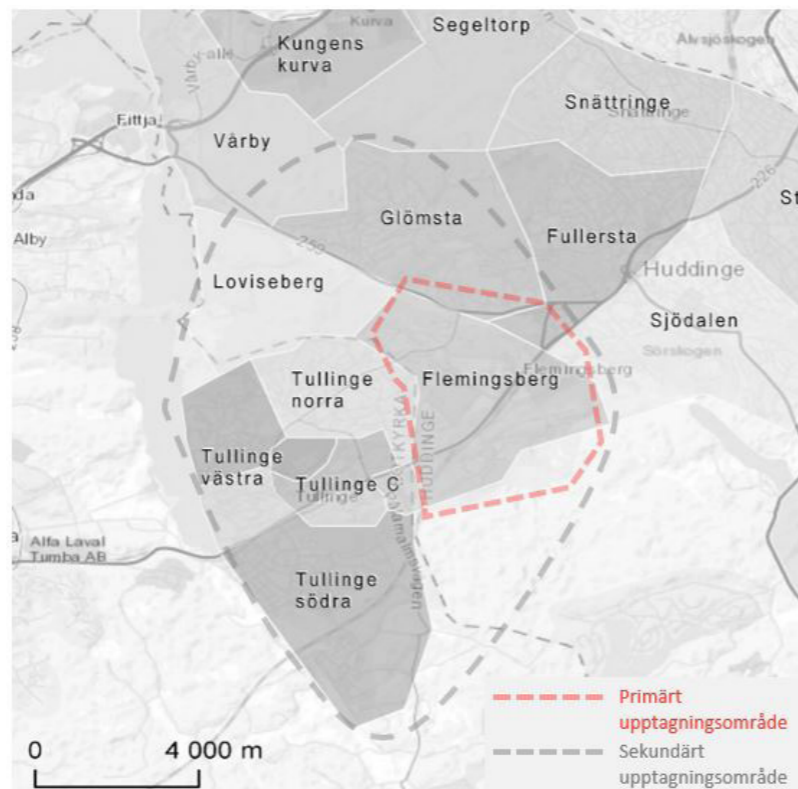 Segeltorp
Kungens
kurva
Kurva
Älvsjöskogen
Vårby
Snättringe
Snättringe
Fittja
Vårby
226
Alby
Glömsta
Fullersta
259
Huddinge
Loviseberg
Sjödalen
Sörskogen
Flemingsberg
Tullinge
norra
Flemingsberg
HUDDINGE
Tullinge
västra
Tullinge C
Tullinge
Alfa Laval
Tumba AB
Tullinge
södra
0 4 000 m
Primärt
upptagningsområde
Sekundärt
upptagningsområde